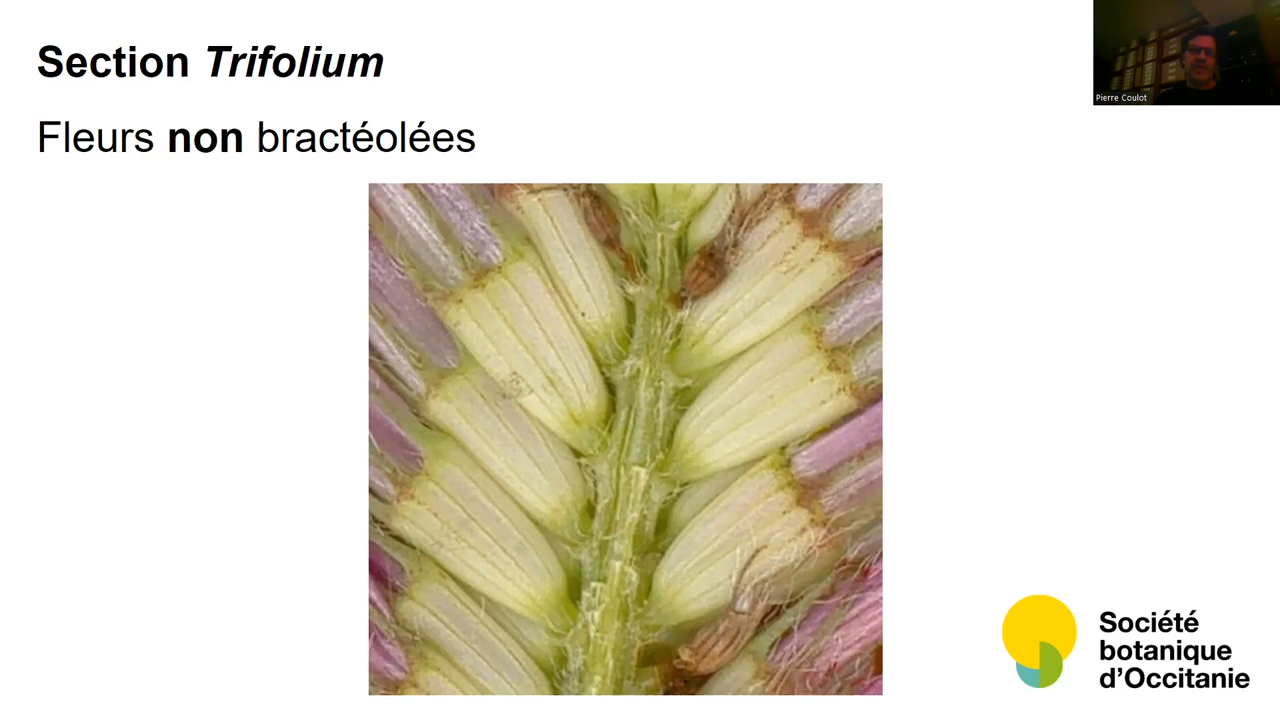 Section Trifolium
Pierre Coulot
Fleurs non bractéolées
Société
botanique
d'Occitanie